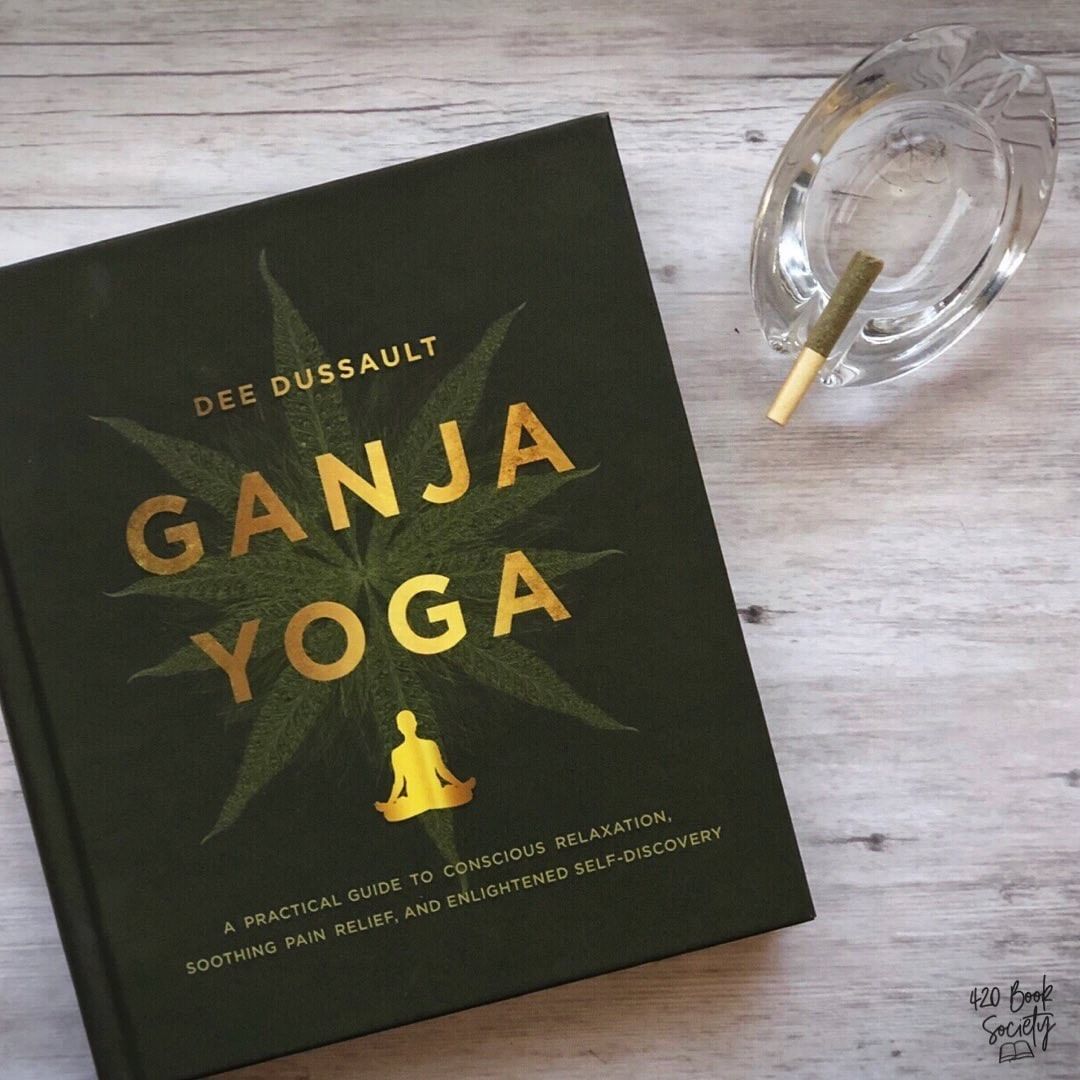 DEE DUSSAULT
GANJA
YOGA
A PRACTICAL GUIDE TO CONSCIOUS RELAXATION,
SOOTHING PAIN RELIEF, AND ENLIGHTENED SELF-DISCOVERY
420 Book
Society